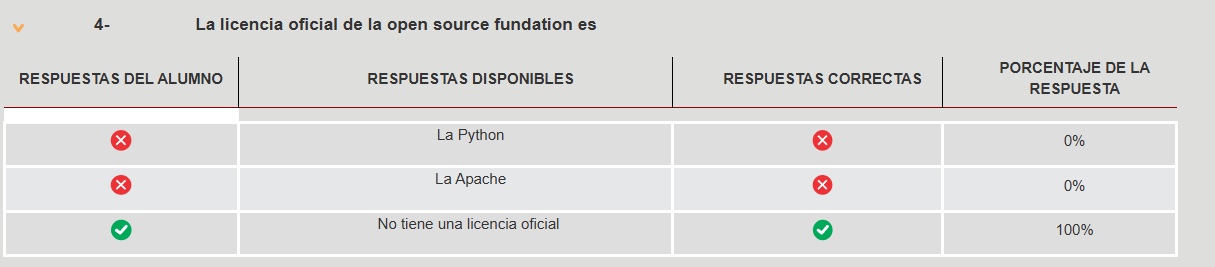 4- La licencia oficial de la open source fundation es
RESPUESTAS DEL ALUMNO RESPUESTAS DISPONIBLES RESPUESTAS CORRECTAS PORCENTAJE DE LA
RESPUESTA
La Python 0%
La Apache 0%
No tiene una licencia oficial 100%